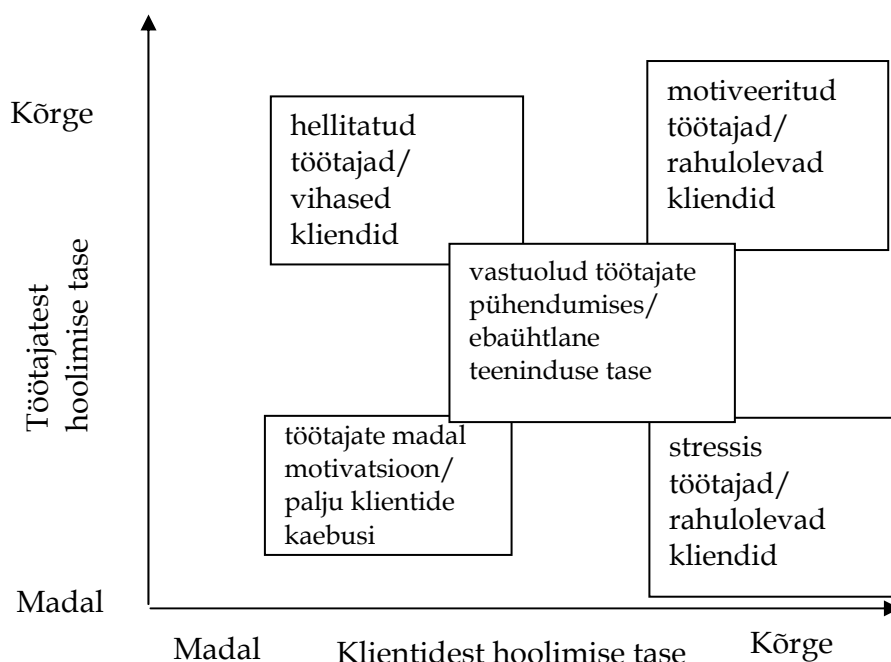 Kõrge
hellitatud
töötajad/
vihased
kliendid
motiveeritud
töötajad/
rahulolevad
kliendid
Töötajatest
hoolimise tase
vastuolud töötajate
pühendumises/
ebaühtlane
teeninduse tase
töötajate madal
motivatsioon/
palju klientide
kaebusi
stressis
töötajad/
rahulolevad
kliendid
Madal
Madal
Klientidest hoolimise tase
Kõrge